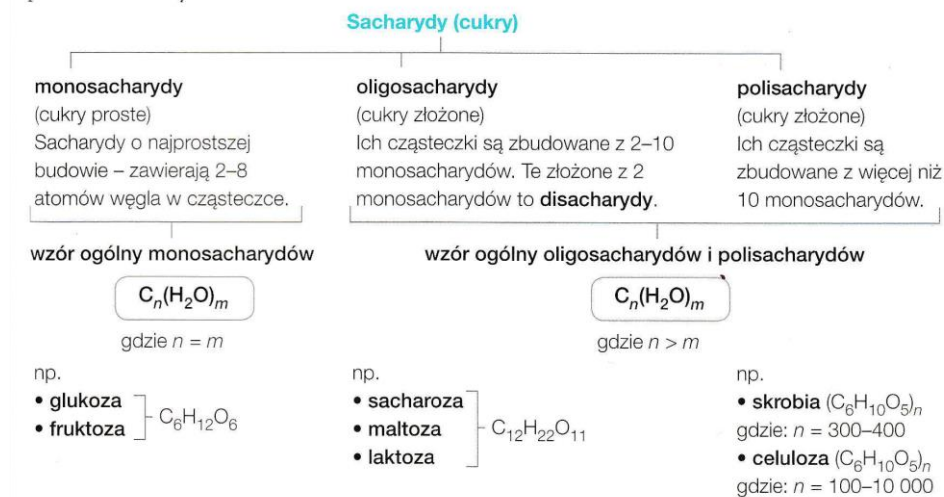 Sacharydy (cukry)
monosacharydy
(cukry proste)
Sacharydy o najprostszej
budowie – zawierają 2–8
atomów węgla w cząsteczce.
oligosacharydy
(cukry złożone)
Ich cząsteczki są zbudowane z 2–10
monosacharydów. Te złożone z 2
monosacharydów to disacharydy.
polisacharydy
(cukry złożone)
Ich cząsteczki są
zbudowane z więcej niż
10 monosacharydów.
wzór ogólny monosacharydów
Cₙ(H₂O)ₘ
gdzie n = m
wzór ogólny oligosacharydów i polisacharydów
Cₙ(H₂O)ₘ
gdzie n > m
np.
• glukoza
• fruktoza
C₆H₁₂O₆
np.
• sacharoza
• maltoza
• laktoza
C₁₂H₂₂O₁₁
np.
• skrobia (C₆H₁₀O₅)ₙ
gdzie: n = 300–400
• celuloza (C₆H₁₀O₅)ₙ
gdzie: n = 100–10 000